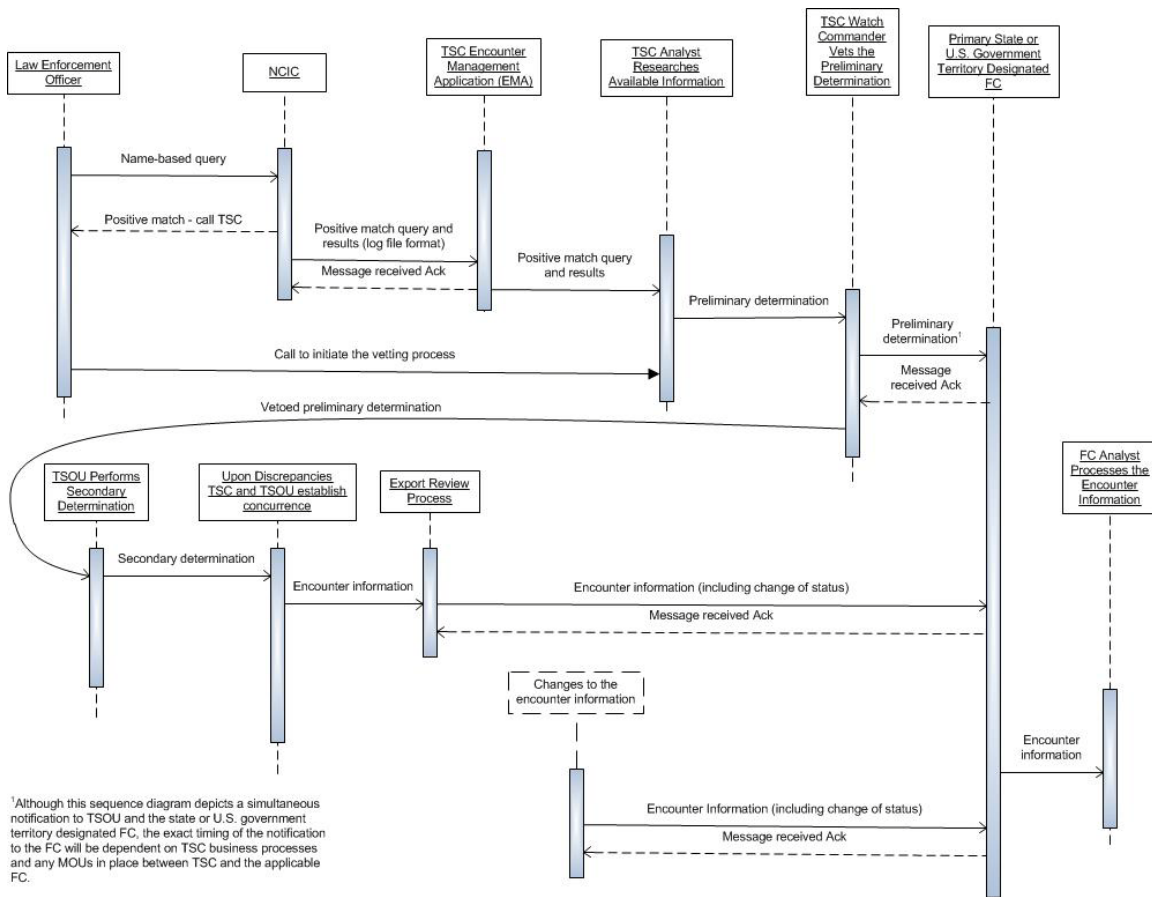 Law Enforcement
Officer
NCIC
TSC Encounter
Management
Application (EMA)
TSC Analyst
Researches
Available Information
TSC Watch
Commander
Vets the
Preliminary
Determination
Primary State or
U.S. Government
Territory Designated
FC
Name-based query
Positive match - call TSC
Positive match query and
results (log file format)
Message received Ack
Positive match query
and results
Preliminary determination
Preliminary
determination¹
Message
received Ack
Call to initiate the vetting process
Vetoed preliminary determination
TSOU Performs
Secondary
Determination
Upon Discrepancies
TSC and TSOU establish
concurrence
Export Review
Process
FC Analyst
Processes the
Encounter
Information
Secondary determination
Encounter information
Encounter information (including change of status)
Message received Ack
Changes to the
encounter information
Encounter
information
Encounter Information (including change of status)
Message received Ack
¹Although this sequence diagram depicts a simultaneous
notification to TSOU and the state or U.S. government
territory designated FC, the exact timing of the notification
to the FC will be dependent on TSC business processes
and any MOUs in place between TSC and the applicable
FC.